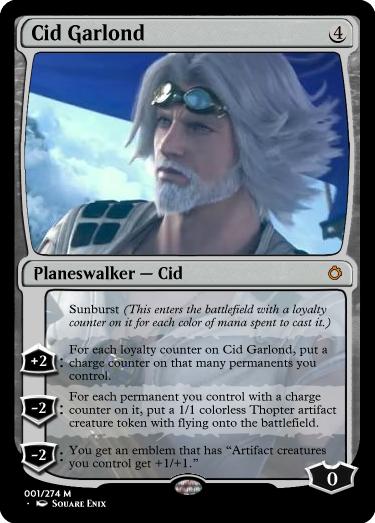 Cid Garlond 4
Planeswalker — Cid
Sunburst (This enters the battlefield with a loyalty
counter on it for each color of mana spent to cast it.)
+2: For each loyalty counter on Cid Garlond, put a
charge counter on that many permanents you
control.
-2: For each permanent you control with a charge
counter on it, put a 1/1 colorless Thopter artifact
creature token with flying onto the battlefield.
-2: You get an emblem that has “Artifact creatures
you control get +1/+1.”
0
001/274 M
· Square Enix